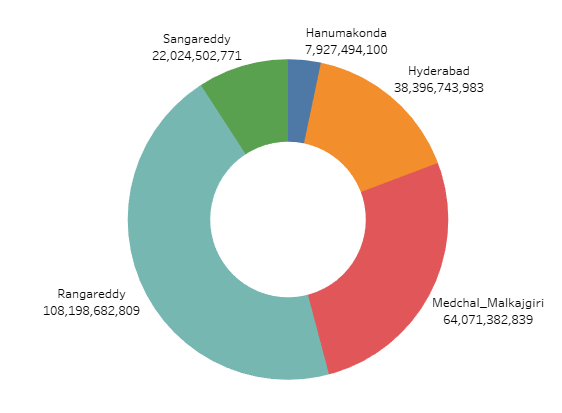 Hanumakonda
7,927,494,100
Sangareddy
22,024,502,771
Hyderabad
38,396,743,983
Rangareddy
108,198,682,809
Medchal_Malkajgiri
64,071,382,839